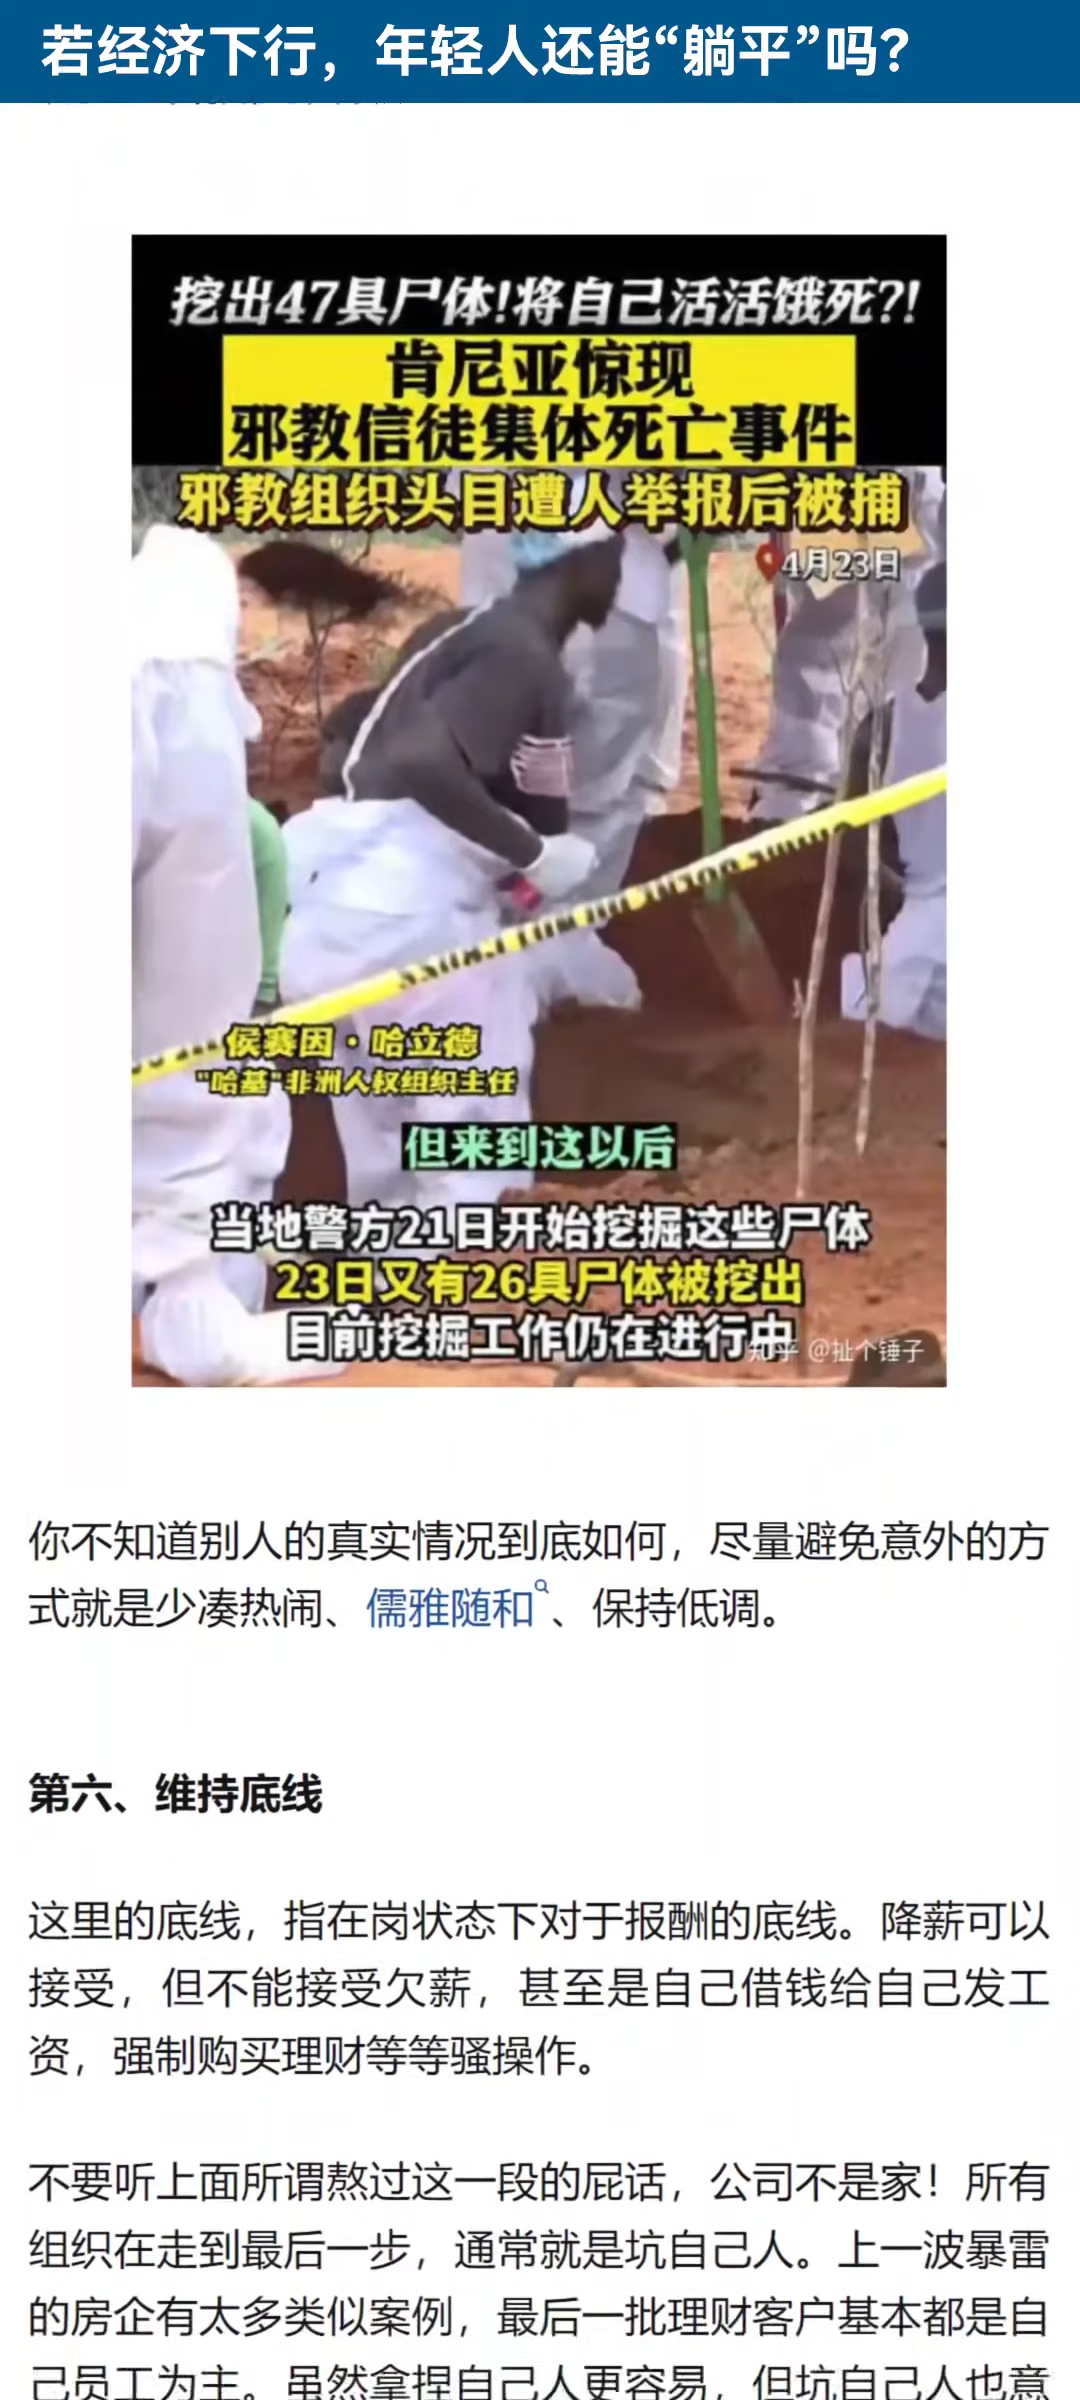 若经济下行，年轻人还能“躺平”吗？
挖出47具尸体!将自己活活饿死?!
肯尼亚惊现
邪教信徒集体死亡事件
邪教组织头目遭人举报后被捕
4月23日
侯赛因·哈立德
"哈基"非洲人权组织主任
但来到这以后
当地警方21日开始挖掘这些尸体
23日又有26具尸体被挖出
目前挖掘工作仍在进行中
知乎 @扯个锤子
你不知道别人的真实情况到底如何，尽量避免意外的方
式就是少凑热闹、儒雅随和、保持低调。
第六、维持底线
这里的底线，指在岗状态下对于报酬的底线。降薪可以
接受，但不能接受欠薪，甚至是自己借钱给自己发工
资，强制购买理财等等骚操作。
不要听上面所谓熬过这一段的屁话，公司不是家！所有
组织在走到最后一步，通常就是坑自己人。上一波暴雷
的房企有太多类似案例，最后一批理财客户基本都是自
己员工为主。虽然拿捏自己人更容易，但坑自己人也意